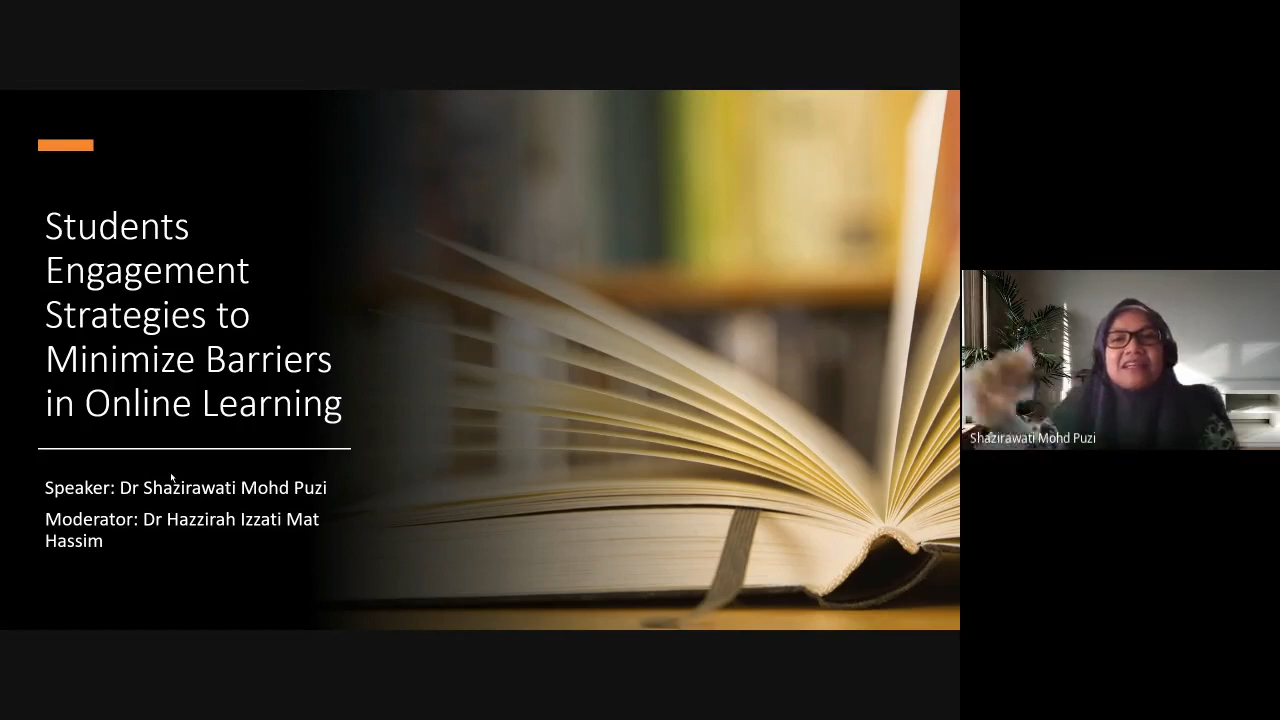 Students
Engagement
Strategies to
Minimize Barriers
in Online Learning
Speaker: Dr Shazirawati Mohd Puzi
Moderator: Dr Hazzirah Izzati Mat
Hassim
Shazirawati Mohd Puzi